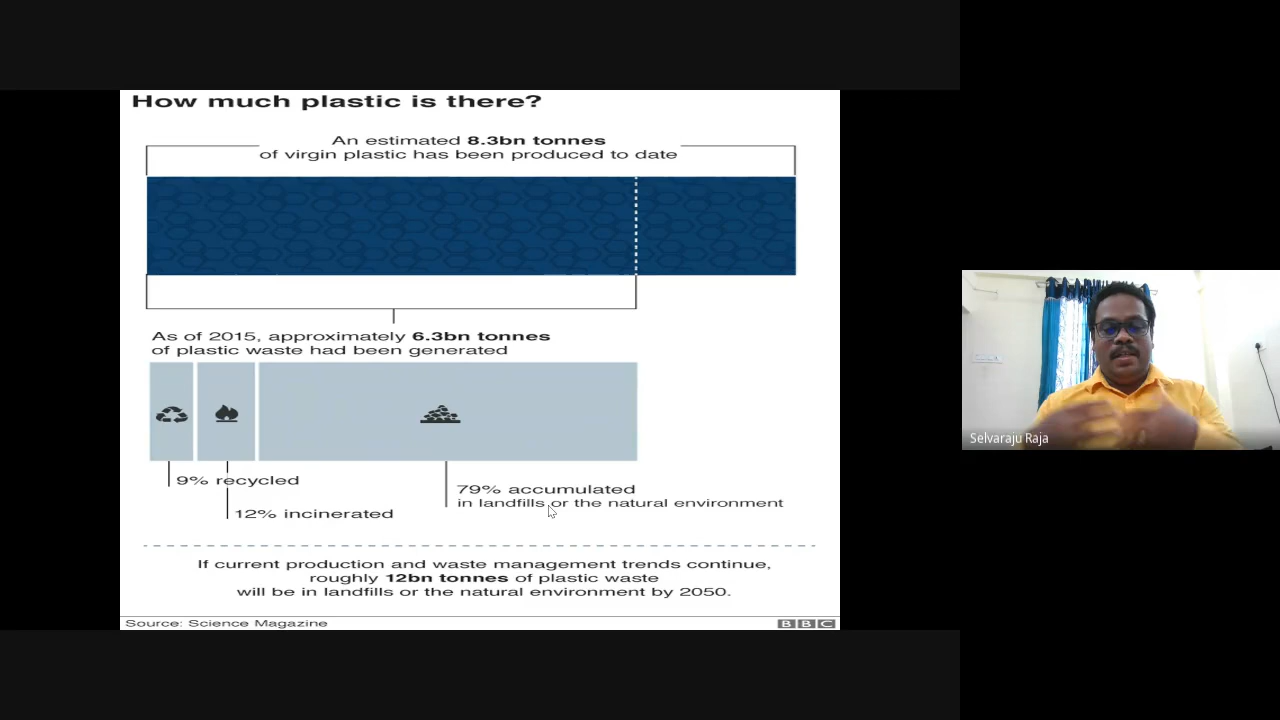 How much plastic is there?
An estimated 8.3bn tonnes
of virgin plastic has been produced to date
As of 2015, approximately 6.3bn tonnes
of plastic waste had been generated
9% recycled
12% incinerated
79% accumulated
in landfills or the natural environment
If current production and waste management trends continue,
roughly 12bn tonnes of plastic waste
will be in landfills or the natural environment by 2050.
Source: Science Magazine
BBC
Selvaraju Raja